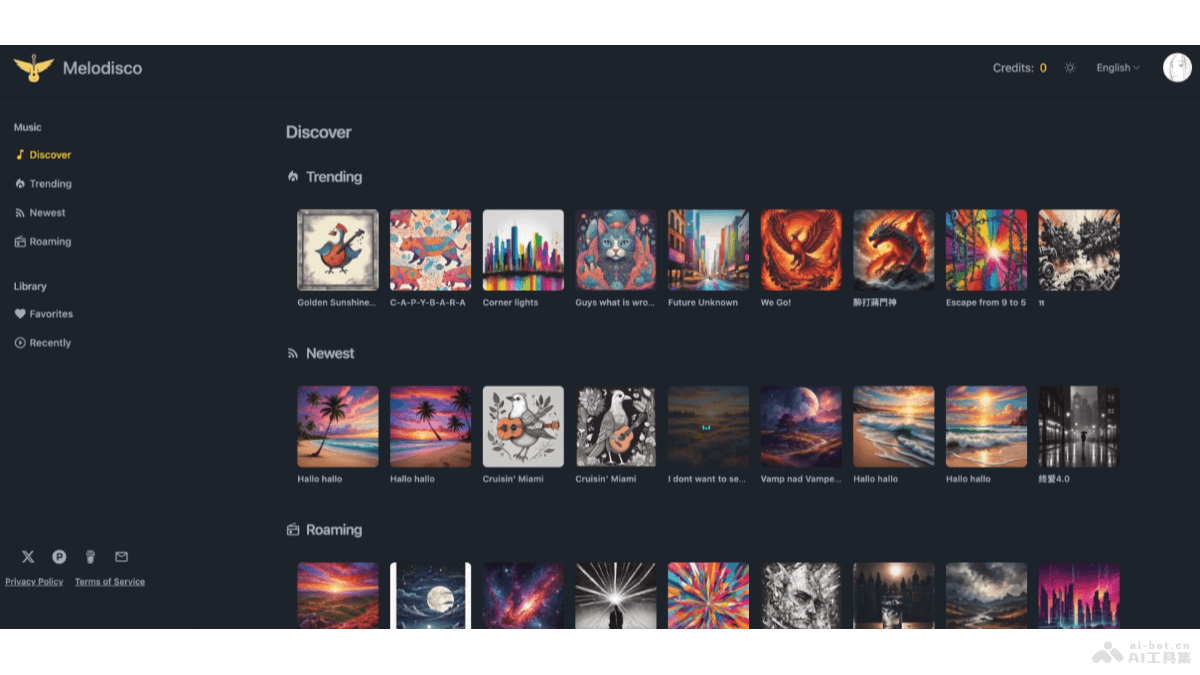 Melodisco
Credits: 0
English
Music
Discover
Trending
Newest
Roaming
Library
Favorites
Recently
Privacy Policy Terms of Service
Discover
Trending
Golden Sunshine... C-A-P-Y-B-A-R-A Corner lights Guys what is wro... Future Unknown We Go! 醉打蔣門神 Escape from 9 to 5 π
Newest
Hallo hallo Hallo hallo Cruisin' Miami Cruisin' Miami I dont want to se... Vamp nad Vampe... Hallo hallo Hallo hallo 终爱4.0
Roaming
ai-bot.cn
AI工具集